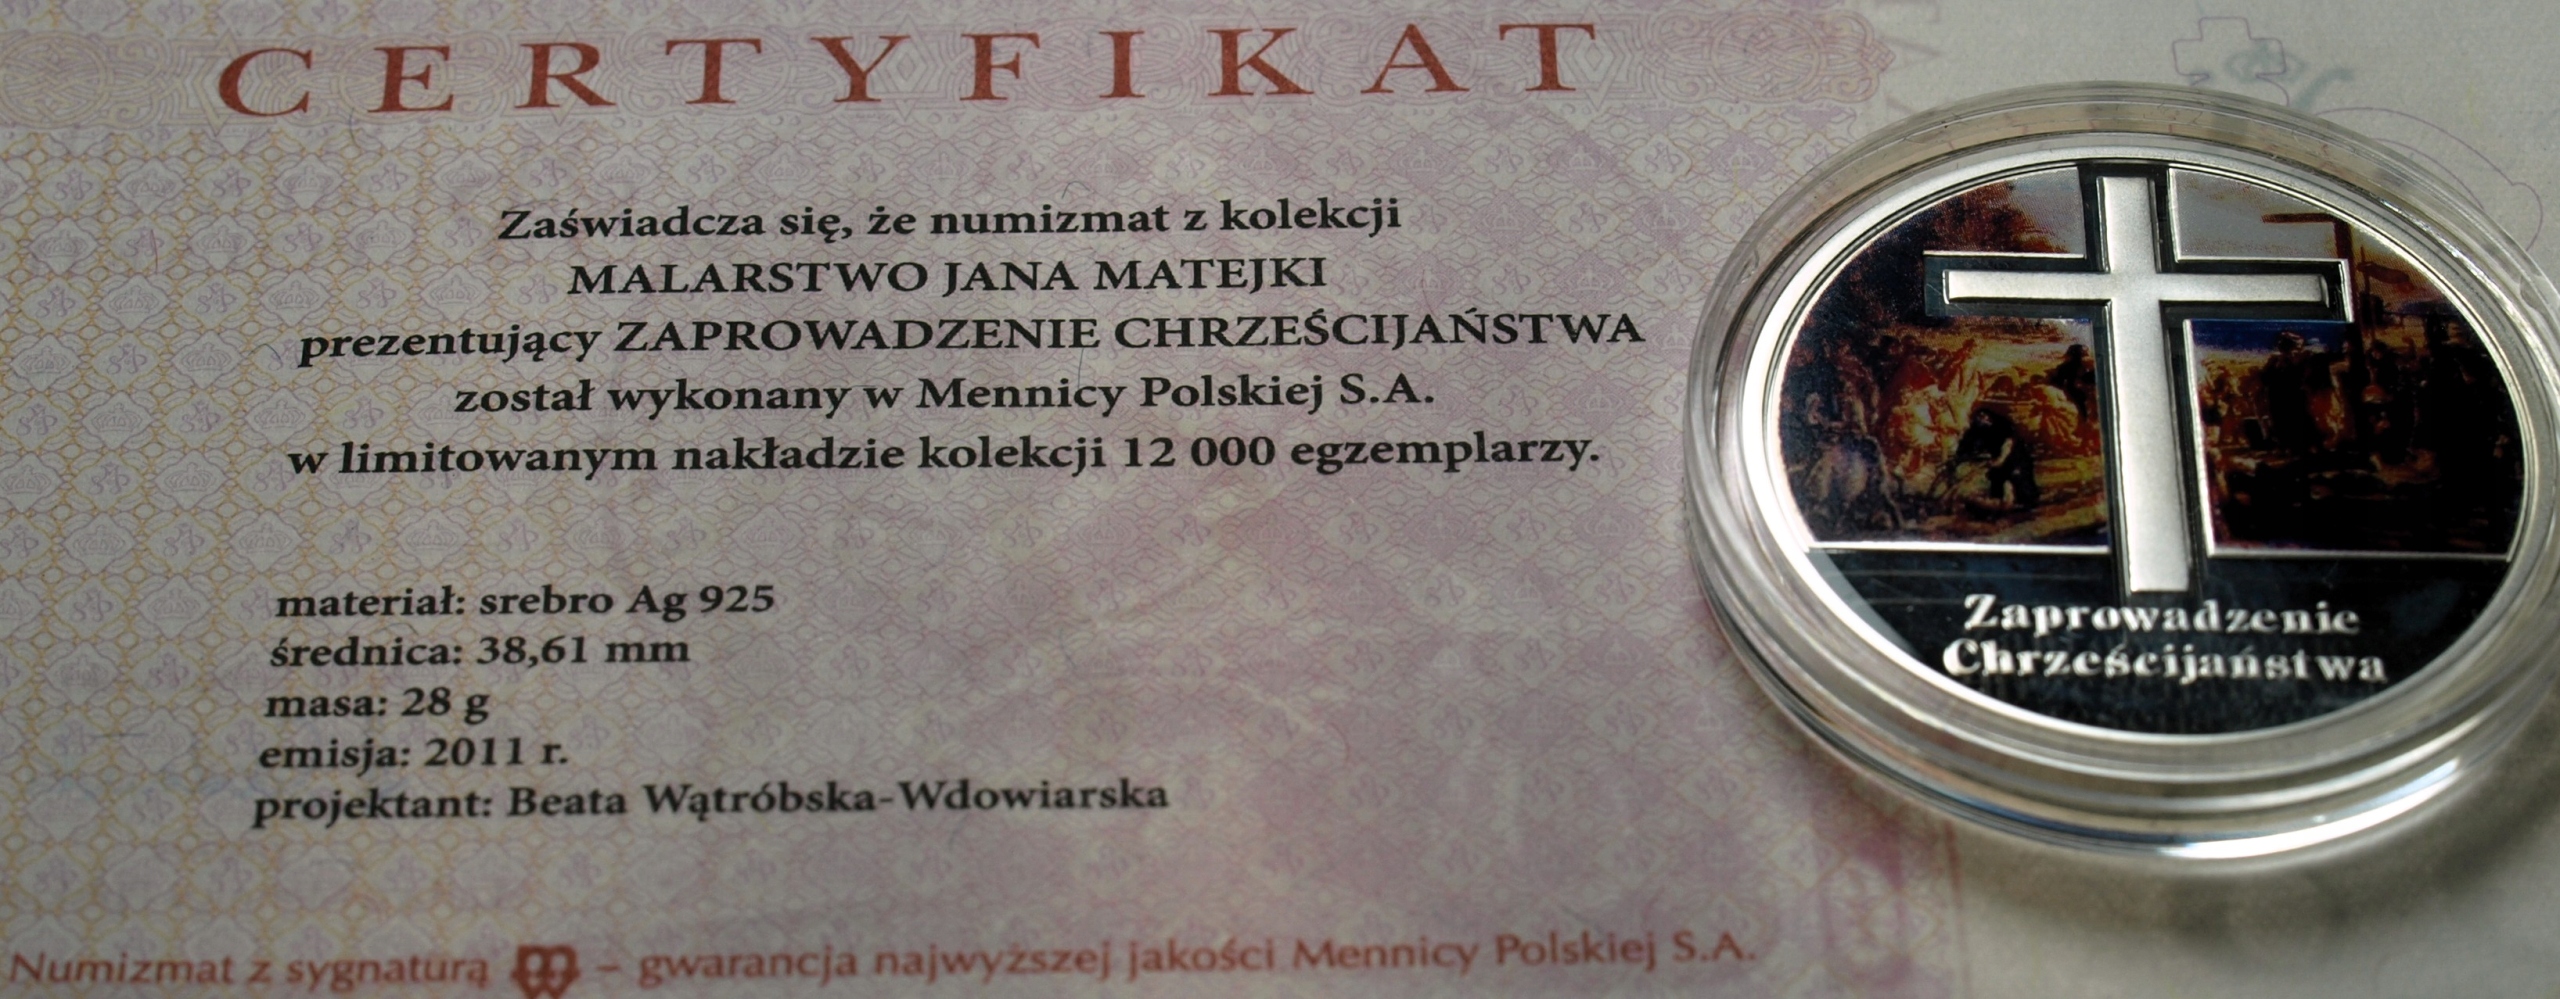 CERTYFIKAT
Zaświadcza się, że numizmat z kolekcji
MALARSTWO JANA MATEJKI
prezentujący ZAPROWADZENIE CHRZEŚCIJAŃSTWA
został wykonany w Mennicy Polskiej S.A.
w limitowanym nakładzie kolekcji 12 000 egzemplarzy.
materiał: srebro Ag 925
średnica: 38,61 mm
masa: 28 g
emisja: 2011 r.
projektant: Beata Wątróbska-Wdowiarska
Numizmat z sygnaturą – gwarancja najwyższej jakości Mennicy Polskiej S.A.
Zaprowadzenie
Chrześcijaństwa